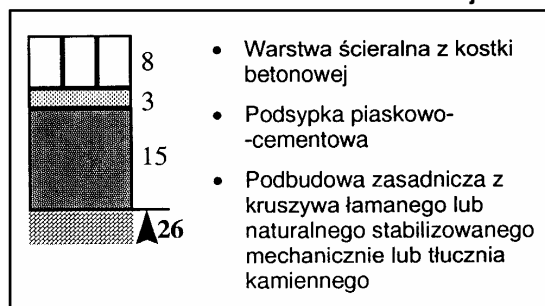 8
3
15
26
• Warstwa ścieralna z kostki
betonowej
• Podsypka piaskowo-
-cementowa
• Podbudowa zasadnicza z
kruszywa łamanego lub
naturalnego stabilizowanego
mechanicznie lub tłucznia
kamiennego